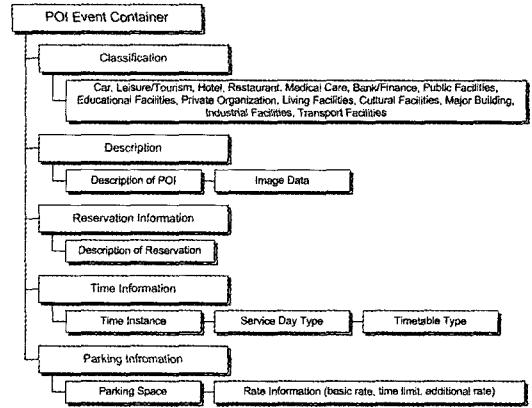 POI Event Container
Classification
Car, Leisure/Tourism, Hotel, Restaurant, Medical Care, Bank/Finance, Public Facilities,
Educational Facilities, Private Organization, Living Facilities, Cultural Facilities, Major Building,
Industrial Facilities, Transport Facilities
Description
Description of POI
Image Data
Reservation Information
Description of Reservation
Time Information
Time Instance
Service Day Type
Timetable Type
Parking Infromation
Parking Space
Rate Information (basic rate, time limit, additional rate)